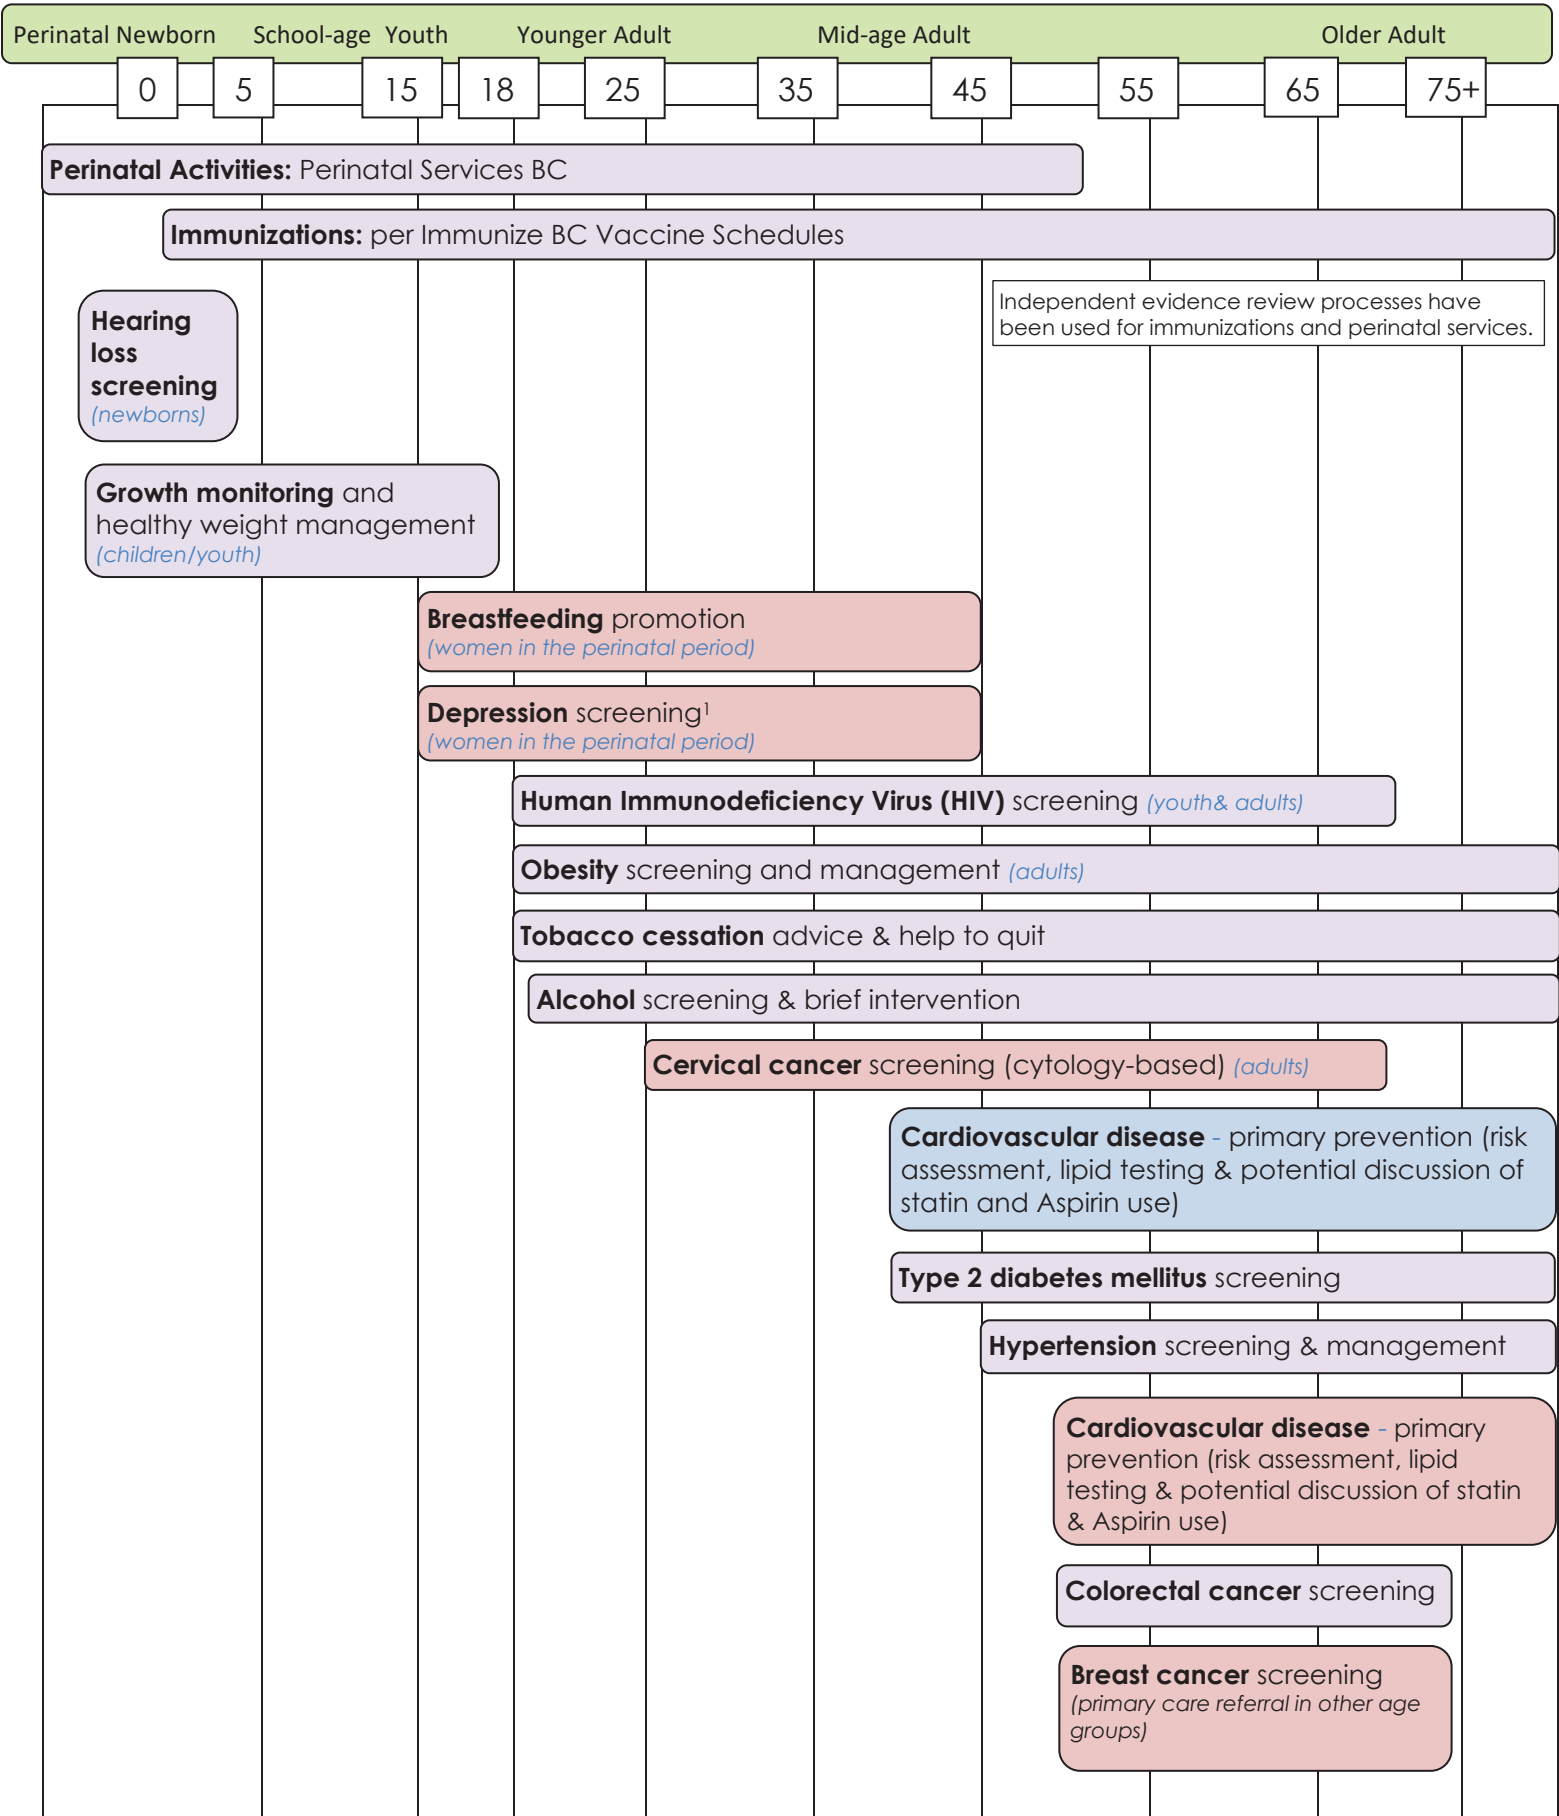 Perinatal Newborn School-age Youth Younger Adult Mid-age Adult Older Adult
0 5 15 18 25 35 45 55 65 75+
Perinatal Activities: Perinatal Services BC
Immunizations: per Immunize BC Vaccine Schedules
Independent evidence review processes have
been used for immunizations and perinatal services.
Hearing
loss
screening
(newborns)
Growth monitoring and
healthy weight management
(children/youth)
Breastfeeding promotion
(women in the perinatal period)
Depression screening¹
(women in the perinatal period)
Human Immunodeficiency Virus (HIV) screening (youth& adults)
Obesity screening and management (adults)
Tobacco cessation advice & help to quit
Alcohol screening & brief intervention
Cervical cancer screening (cytology-based) (adults)
Cardiovascular disease - primary prevention (risk
assessment, lipid testing & potential discussion of
statin and Aspirin use)
Type 2 diabetes mellitus screening
Hypertension screening & management
Cardiovascular disease - primary
prevention (risk assessment, lipid
testing & potential discussion of statin
& Aspirin use)
Colorectal cancer screening
Breast cancer screening
(primary care referral in other age
groups)